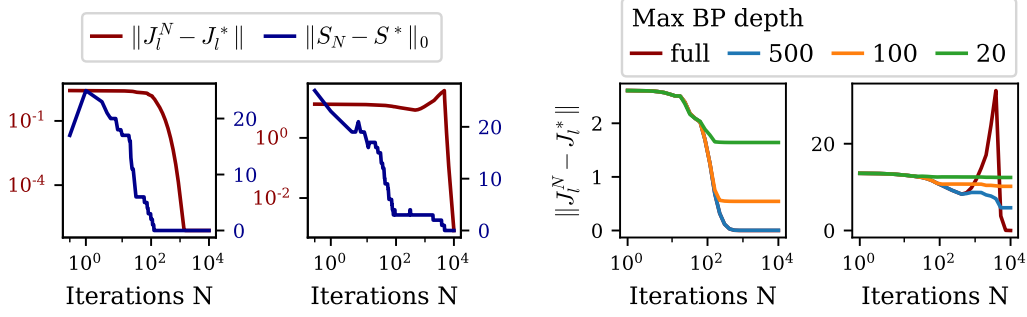 ‖J_l^N − J_l^*‖ ‖S_N − S^*‖_0
Max BP depth
full 500 100 20
10^{-1}
10^{-4}
20
10
0
10^0 10^2 10^4
Iterations N
10^0
10^{-2}
20
10
0
10^0 10^2 10^4
Iterations N
‖J_l^N − J_l^*‖
2
1
0
10^0 10^2 10^4
Iterations N
20
0
10^0 10^2 10^4
Iterations N